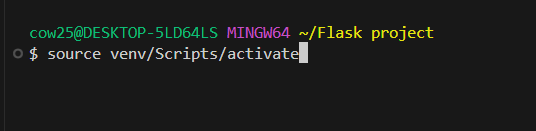 cow25@DESKTOP-5LD64LS MINGW64 ~/Flask project
$ source venv/Scripts/activate